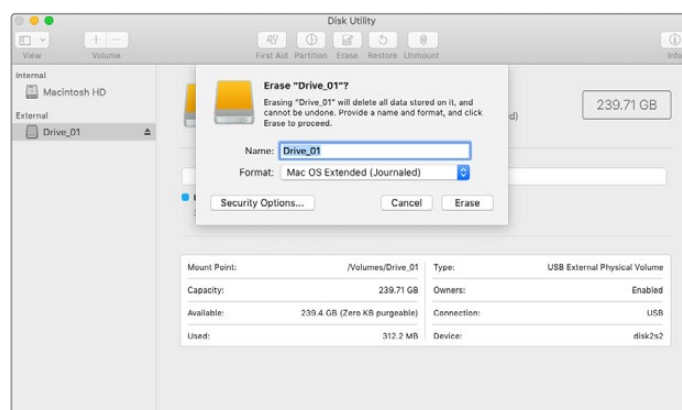 Disk Utility
View
Volume
First Aid Partition Erase Restore Unmount
Info
Internal
Macintosh HD
External
Drive_01
Erase "Drive_01"?
Erasing "Drive_01" will delete all data stored on it, and
cannot be undone. Provide a name and format, and click
Erase to proceed.
d)
239.71 GB
Name: Drive_01
Format: Mac OS Extended (Journaled)
Security Options... Cancel Erase
Mount Point: /Volumes/Drive_01 Type: USB External Physical Volume
Capacity: 239.71 GB Owners: Enabled
Available: 239.4 GB (Zero KB purgeable) Connection: USB
Used: 312.2 MB Device: disk2s2